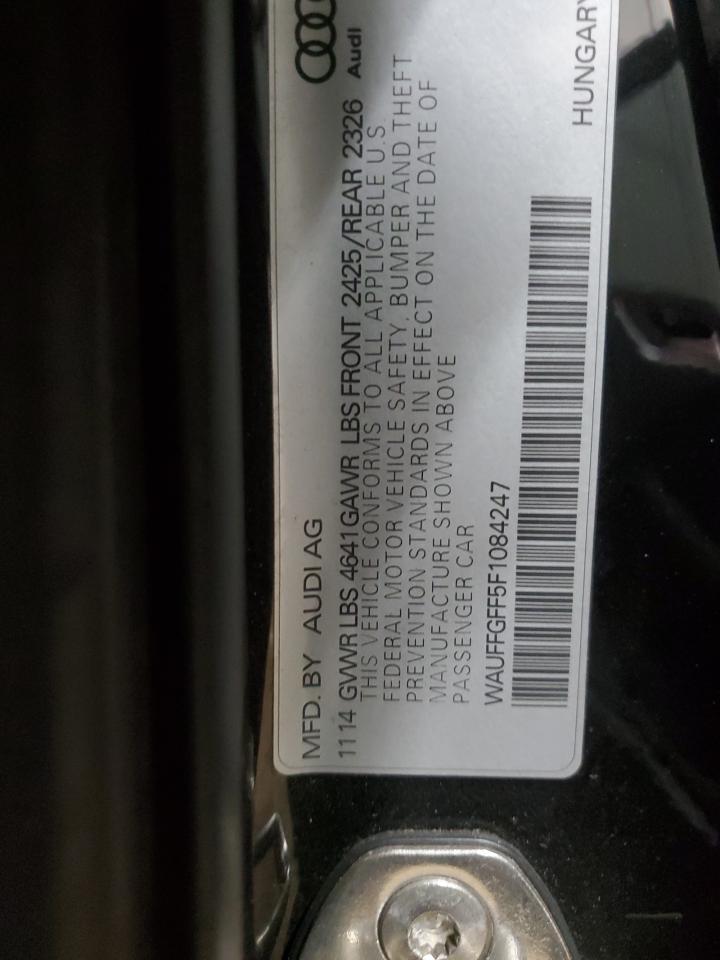 MFD. BY AUDI AG
Audi
1114 GVWR LBS 4641 GAWR LBS FRONT 2425/REAR 2326
THIS VEHICLE CONFORMS TO ALL APPLICABLE U.S.
FEDERAL MOTOR VEHICLE SAFETY, BUMPER AND THEFT
PREVENTION STANDARDS IN EFFECT ON THE DATE OF
MANUFACTURE SHOWN ABOVE
PASSENGER CAR
WAUFFGFF5F1084247
HUNGARY